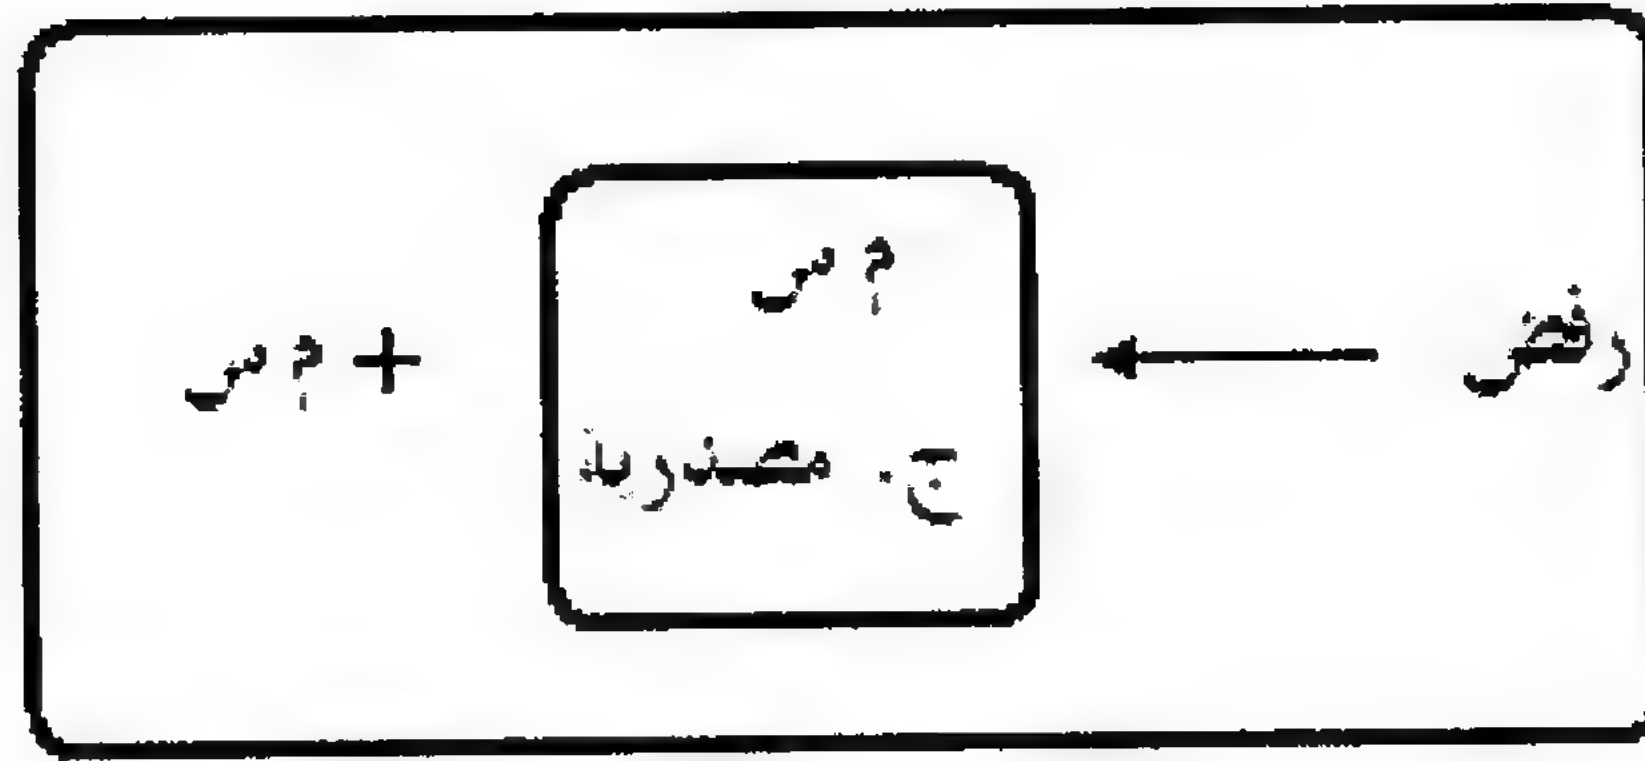 رفض ←
م س
ج. مصدرية
+ م س